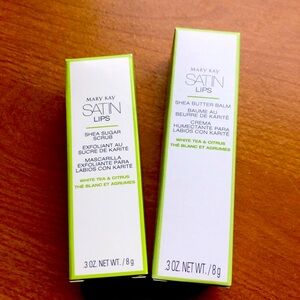 MARY KAY
SATIN
LIPS
SHEA SUGAR
SCRUB
EXFOLIANT AU
SUCRE DE KARITÉ
MASCARILLA
EXFOLIANTE PARA
LABIOS CON KARITÉ
WHITE TEA & CITRUS
THÉ BLANC ET AGRUMES
.3 OZ. NET WT. / 8 g
MARY KAY
SATIN
LIPS
SHEA BUTTER BALM
BAUME AU
BEURRE DE KARITÉ
CREMA
HUMECTANTE PARA
LABIOS CON KARITÉ
WHITE TEA & CITRUS
THÉ BLANC ET AGRUMES
.3 OZ. NET WT. / 8 g